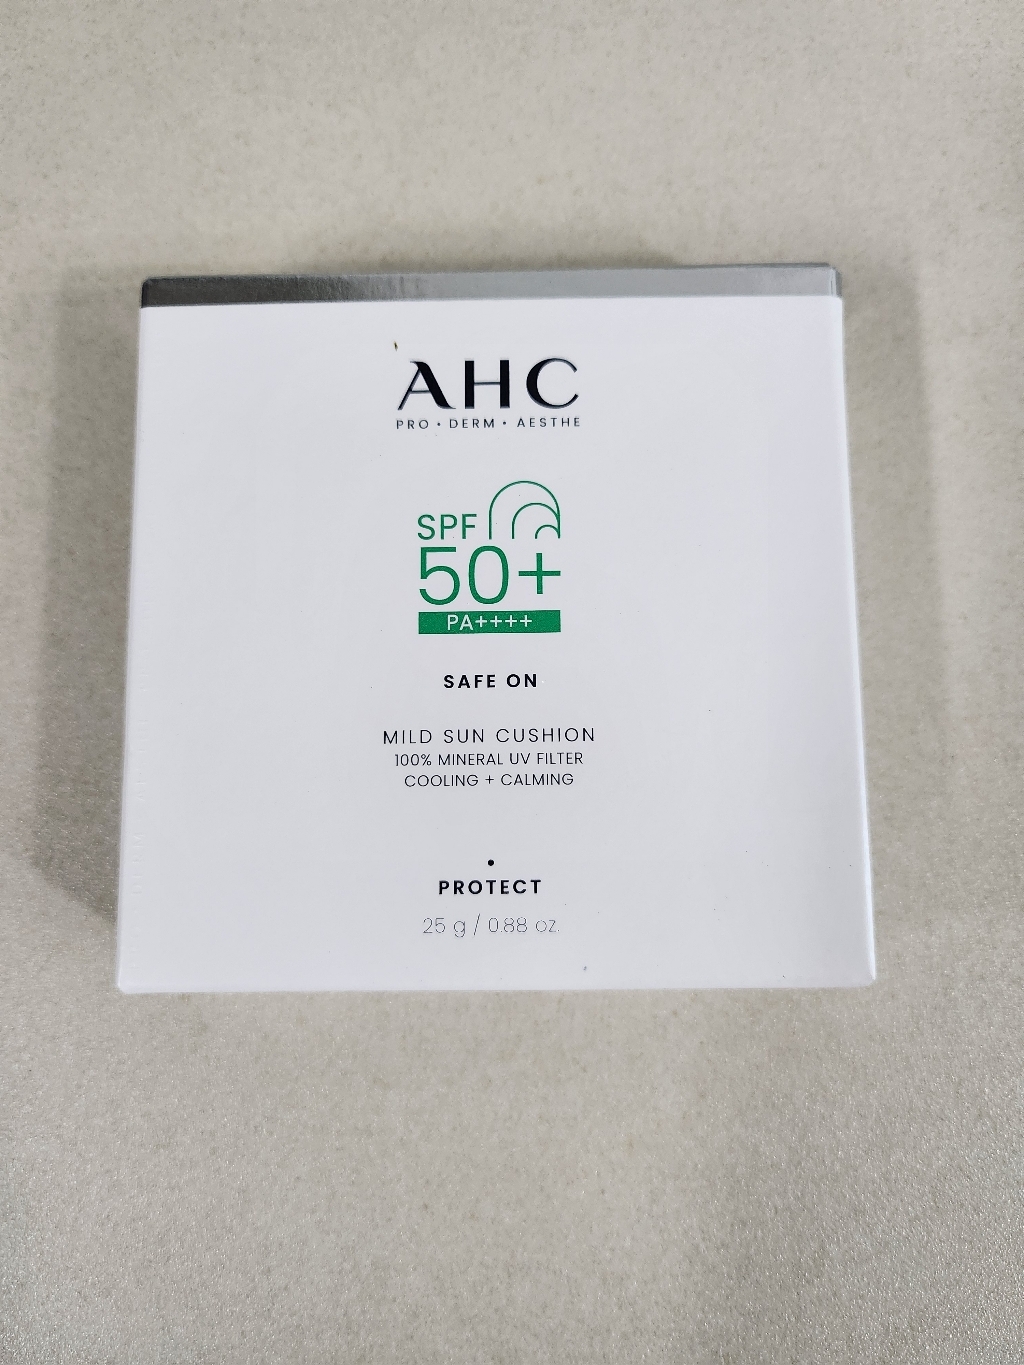 AHC
PRO • DERM • AESTHE
SPF
50+
PA++++
SAFE ON
MILD SUN CUSHION
100% MINERAL UV FILTER
COOLING + CALMING
PROTECT
25 g / 0.88 oz.